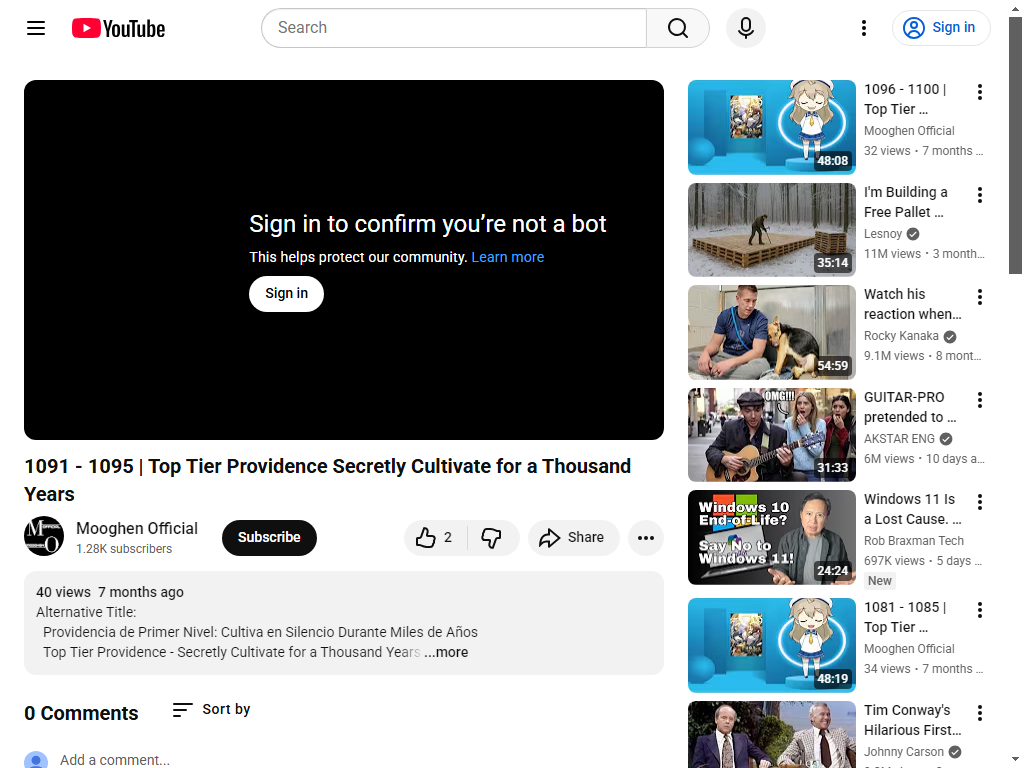 YouTube
Search
Sign in
Sign in to confirm you’re not a bot
This helps protect our community. Learn more
Sign in
1091 - 1095 | Top Tier Providence Secretly Cultivate for a Thousand
Years
Mooghen Official
1.28K subscribers
Subscribe
2
Share
40 views 7 months ago
Alternative Title:
Providencia de Primer Nivel: Cultiva en Silencio Durante Miles de Años
Top Tier Providence - Secretly Cultivate for a Thousand Years ...more
0 Comments
Sort by
Add a comment...
48:08
1096 - 1100 |
Top Tier ...
Mooghen Official
32 views • 7 months ...
35:14
I'm Building a
Free Pallet ...
Lesnoy
11M views • 3 month...
54:59
Watch his
reaction when...
Rocky Kanaka
9.1M views • 8 mont...
OMG!!!
31:33
GUITAR-PRO
pretended to ...
AKSTAR ENG
6M views • 10 days a...
Windows 10
End-of-Life?
Say No to
Windows 11!
24:24
Windows 11 Is
a Lost Cause. ...
Rob Braxman Tech
697K views • 5 days ...
New
48:19
1081 - 1085 |
Top Tier ...
Mooghen Official
34 views • 7 months ...
Tim Conway's
Hilarious First...
Johnny Carson